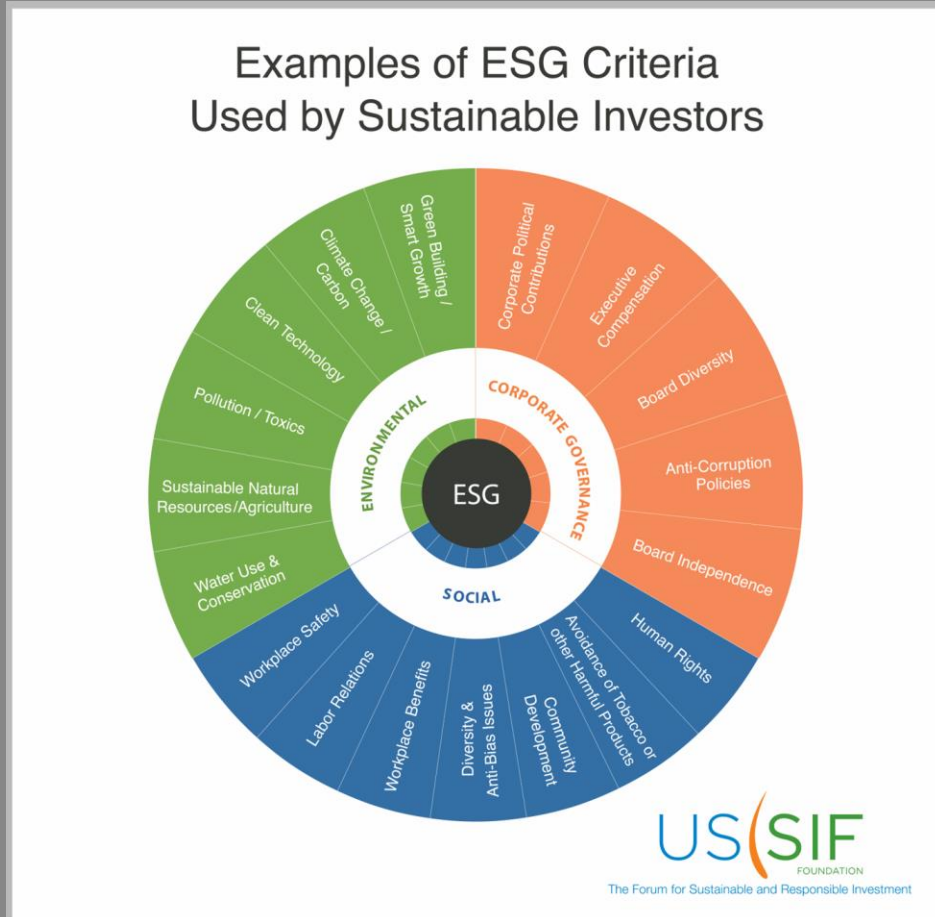 Examples of ESG Criteria
Used by Sustainable Investors
Green Building /
Smart Growth
Climate Change /
Carbon
Clean Technology
Pollution / Toxics
Sustainable Natural
Resources/Agriculture
Water Use &
Conservation
Corporate Political
Contributions
Executive
Compensation
Board Diversity
Anti-Corruption
Policies
Board Independence
Human Rights
Avoidance of Tobacco or
other Harmful Products
Community
Development
Diversity &
Anti-Bias Issues
Workplace Benefits
Labor Relations
Workplace Safety
ENVIRONMENTAL
CORPORATE GOVERNANCE
SOCIAL
ESG
US SIF
FOUNDATION
The Forum for Sustainable and Responsible Investment